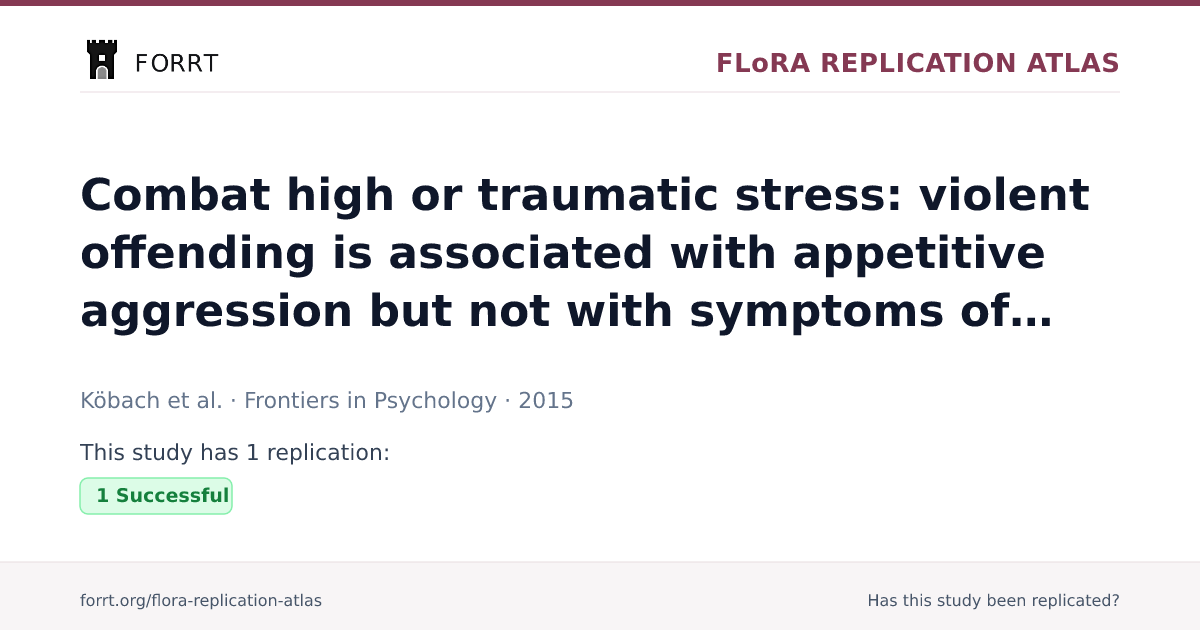 FORRT
FLoRA REPLICATION ATLAS
Combat high or traumatic stress: violent
offending is associated with appetitive
aggression but not with symptoms of…
Köbach et al. · Frontiers in Psychology · 2015
This study has 1 replication:
1 Successful
forrt.org/flora-replication-atlas
Has this study been replicated?